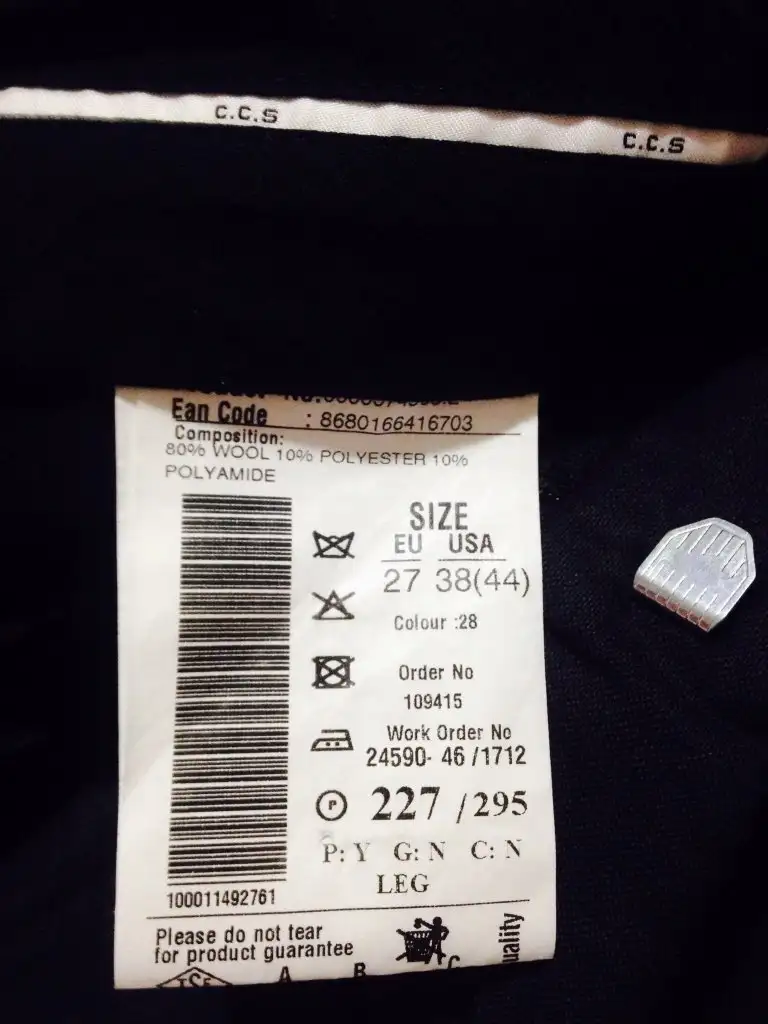 C.C.S
C.C.S
Ean Code : 8680166416703
Composition:
80% WOOL 10% POLYESTER 10%
POLYAMIDE
SIZE
EU USA
27 38(44)
Colour :28
Order No
109415
Work Order No
24590- 46 /1712
P 227 /295
P: Y G: N C: N
LEG
100011492761
Please do not tear
for product guarantee
TSE A B C